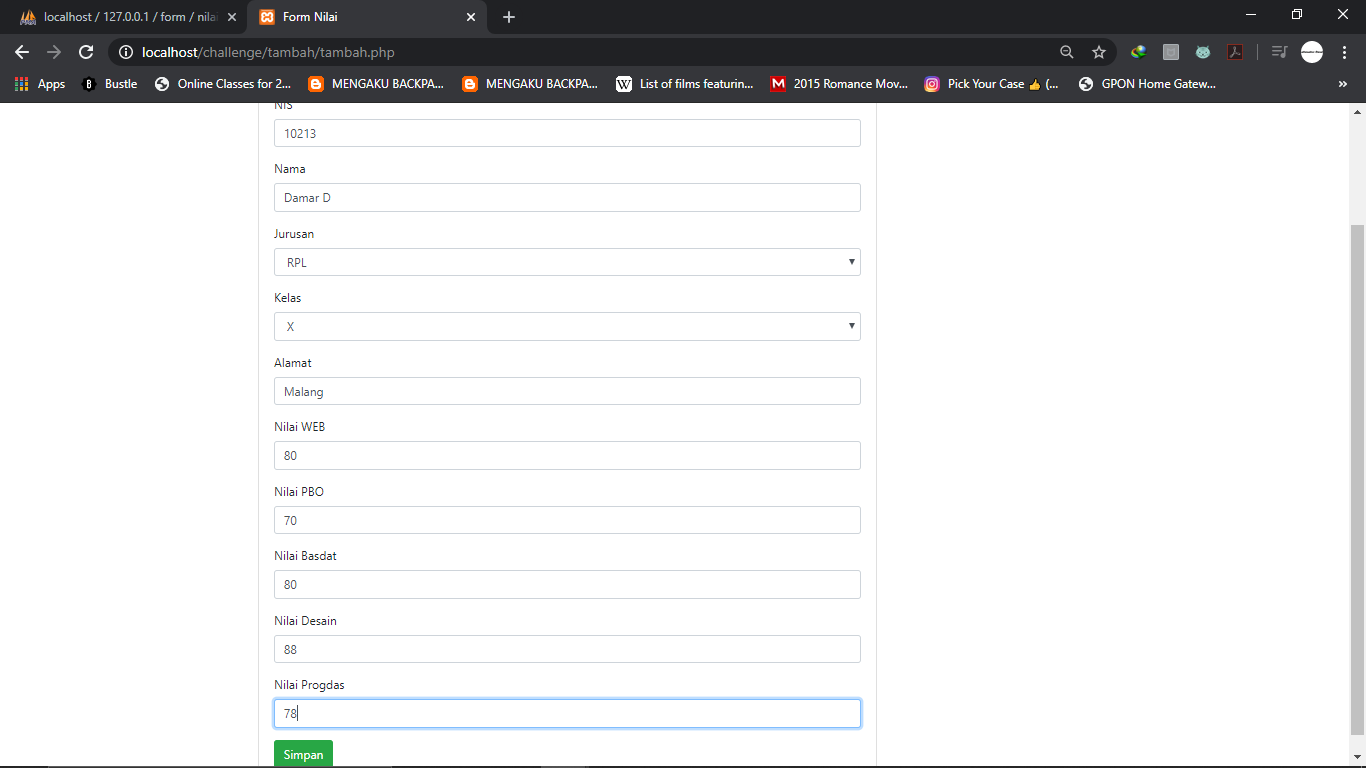 localhost / 127.0.0.1 / form / nilai
Form Nilai
localhost/challenge/tambah/tambah.php
Apps
Bustle
Online Classes for 2...
MENGAKU BACKPA...
MENGAKU BACKPA...
List of films featurin...
2015 Romance Mov...
Pick Your Case 👍 (...
GPON Home Gatew...
»
NIS
10213
Nama
Damar D
Jurusan
RPL
Kelas
X
Alamat
Malang
Nilai WEB
80
Nilai PBO
70
Nilai Basdat
80
Nilai Desain
88
Nilai Progdas
78
Simpan